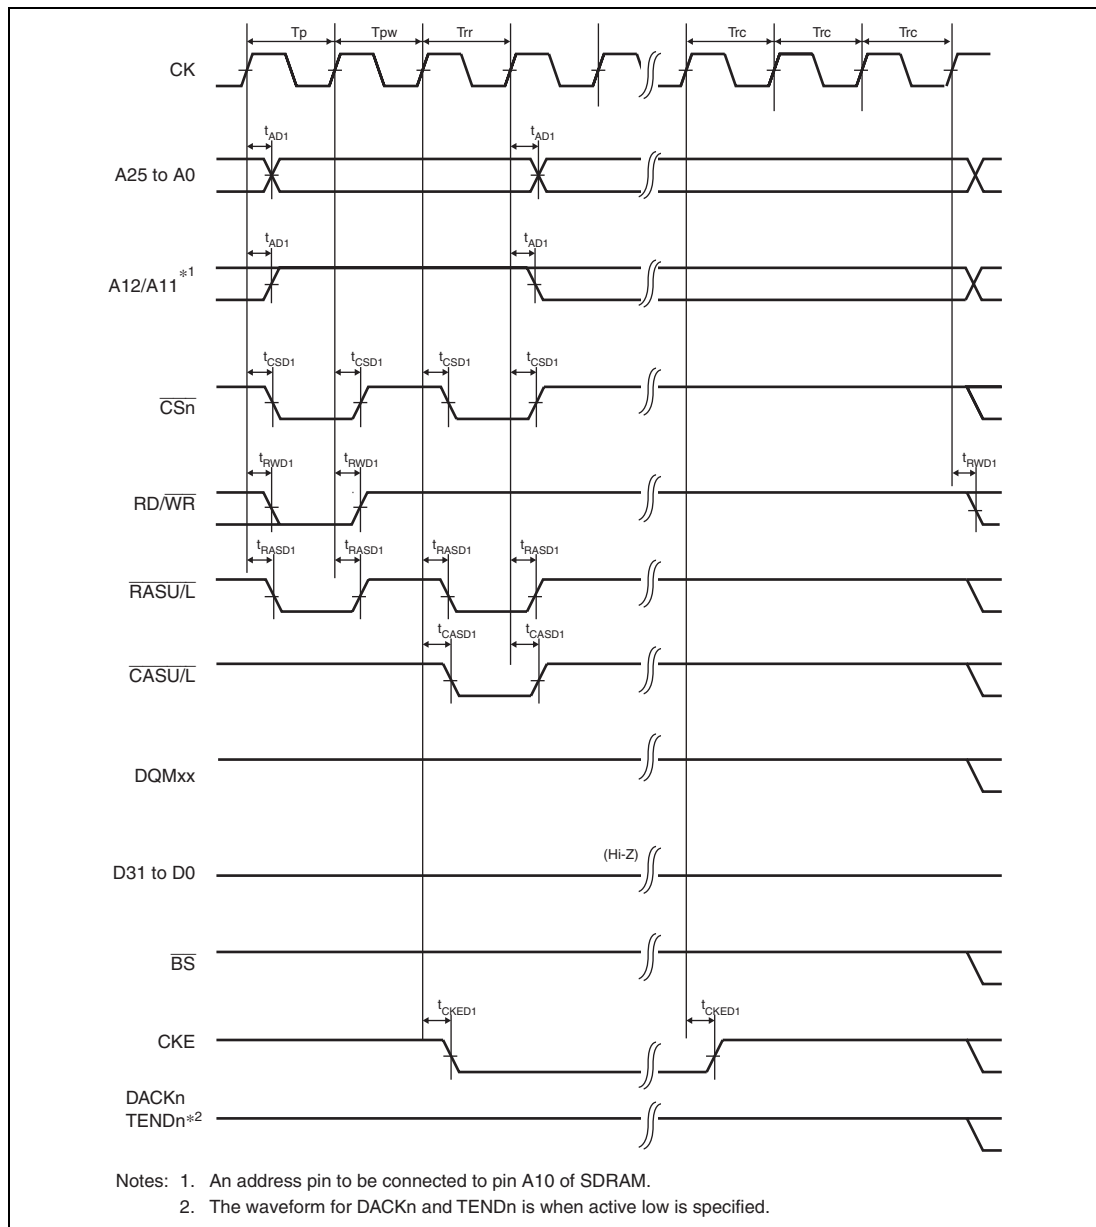 Tp Tpw Trr Trc Trc Trc
CK
tAD1 tAD1
A25 to A0
tAD1 tAD1
A12/A11*1
tCSD1 tCSD1 tCSD1 tCSD1
CSn
tRWD1 tRWD1 tRWD1
RD/WR
tRASD1 tRASD1 tRASD1 tRASD1
RASU/L
tCASD1 tCASD1
CASU/L
DQMxx
(Hi-Z)
D31 to D0
BS
tCKED1 tCKED1
CKE
DACKn
TENDn*2
Notes: 1. An address pin to be connected to pin A10 of SDRAM.
2. The waveform for DACKn and TENDn is when active low is specified.